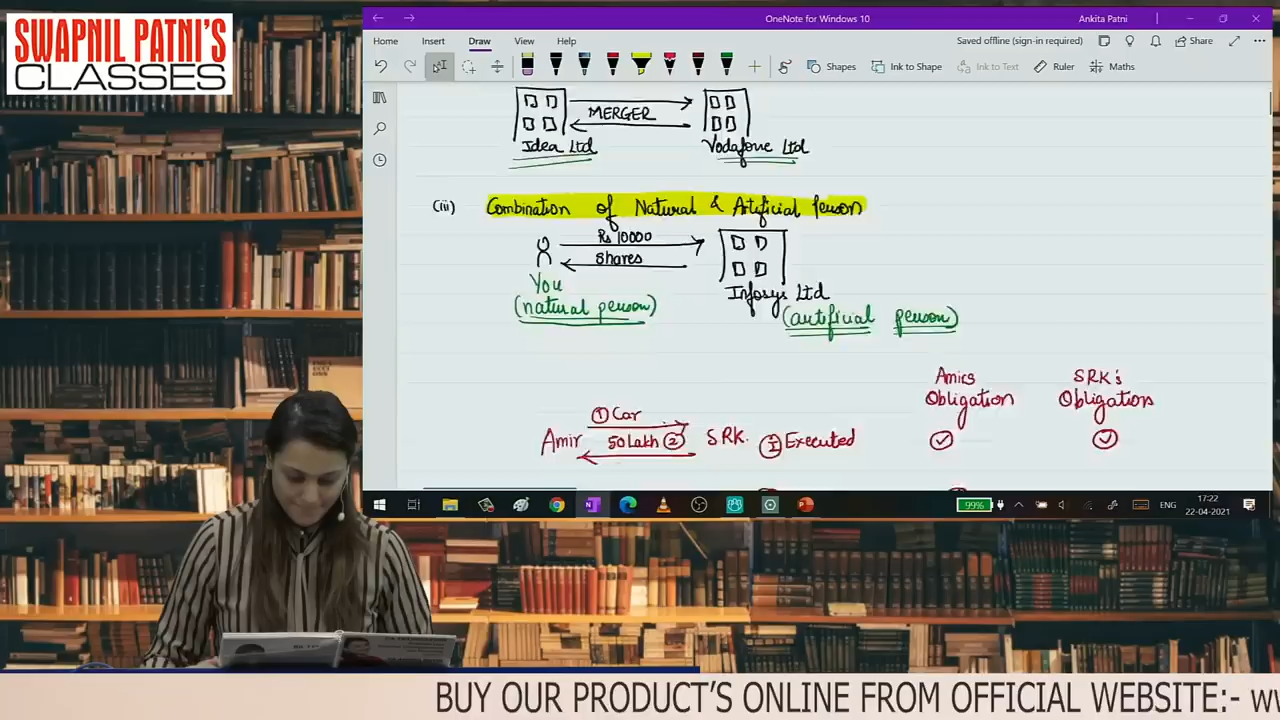 SWAPNIL PATNI'S
CLASSES
OneNote for Windows 10
Ankita Patni
Home Insert Draw View Help
Saved offline (sign-in required)
Share
Shapes
Ink to Shape
Ink to Text
Ruler
Maths
MERGER
Idea Ltd
Vodafone Ltd
(iii) Combination of Natural & Artificial Person
Rs 10000
Shares
You
(natural person)
Infosys Ltd
(artificial person)
Amir's
Obligation
SRK's
Obligation
① Car
Amir 50 Lakh ② SRK. ① Executed
99%
ENG
17:22
22-04-2021
BUY OUR PRODUCT'S ONLINE FROM OFFICIAL WEBSITE:- w